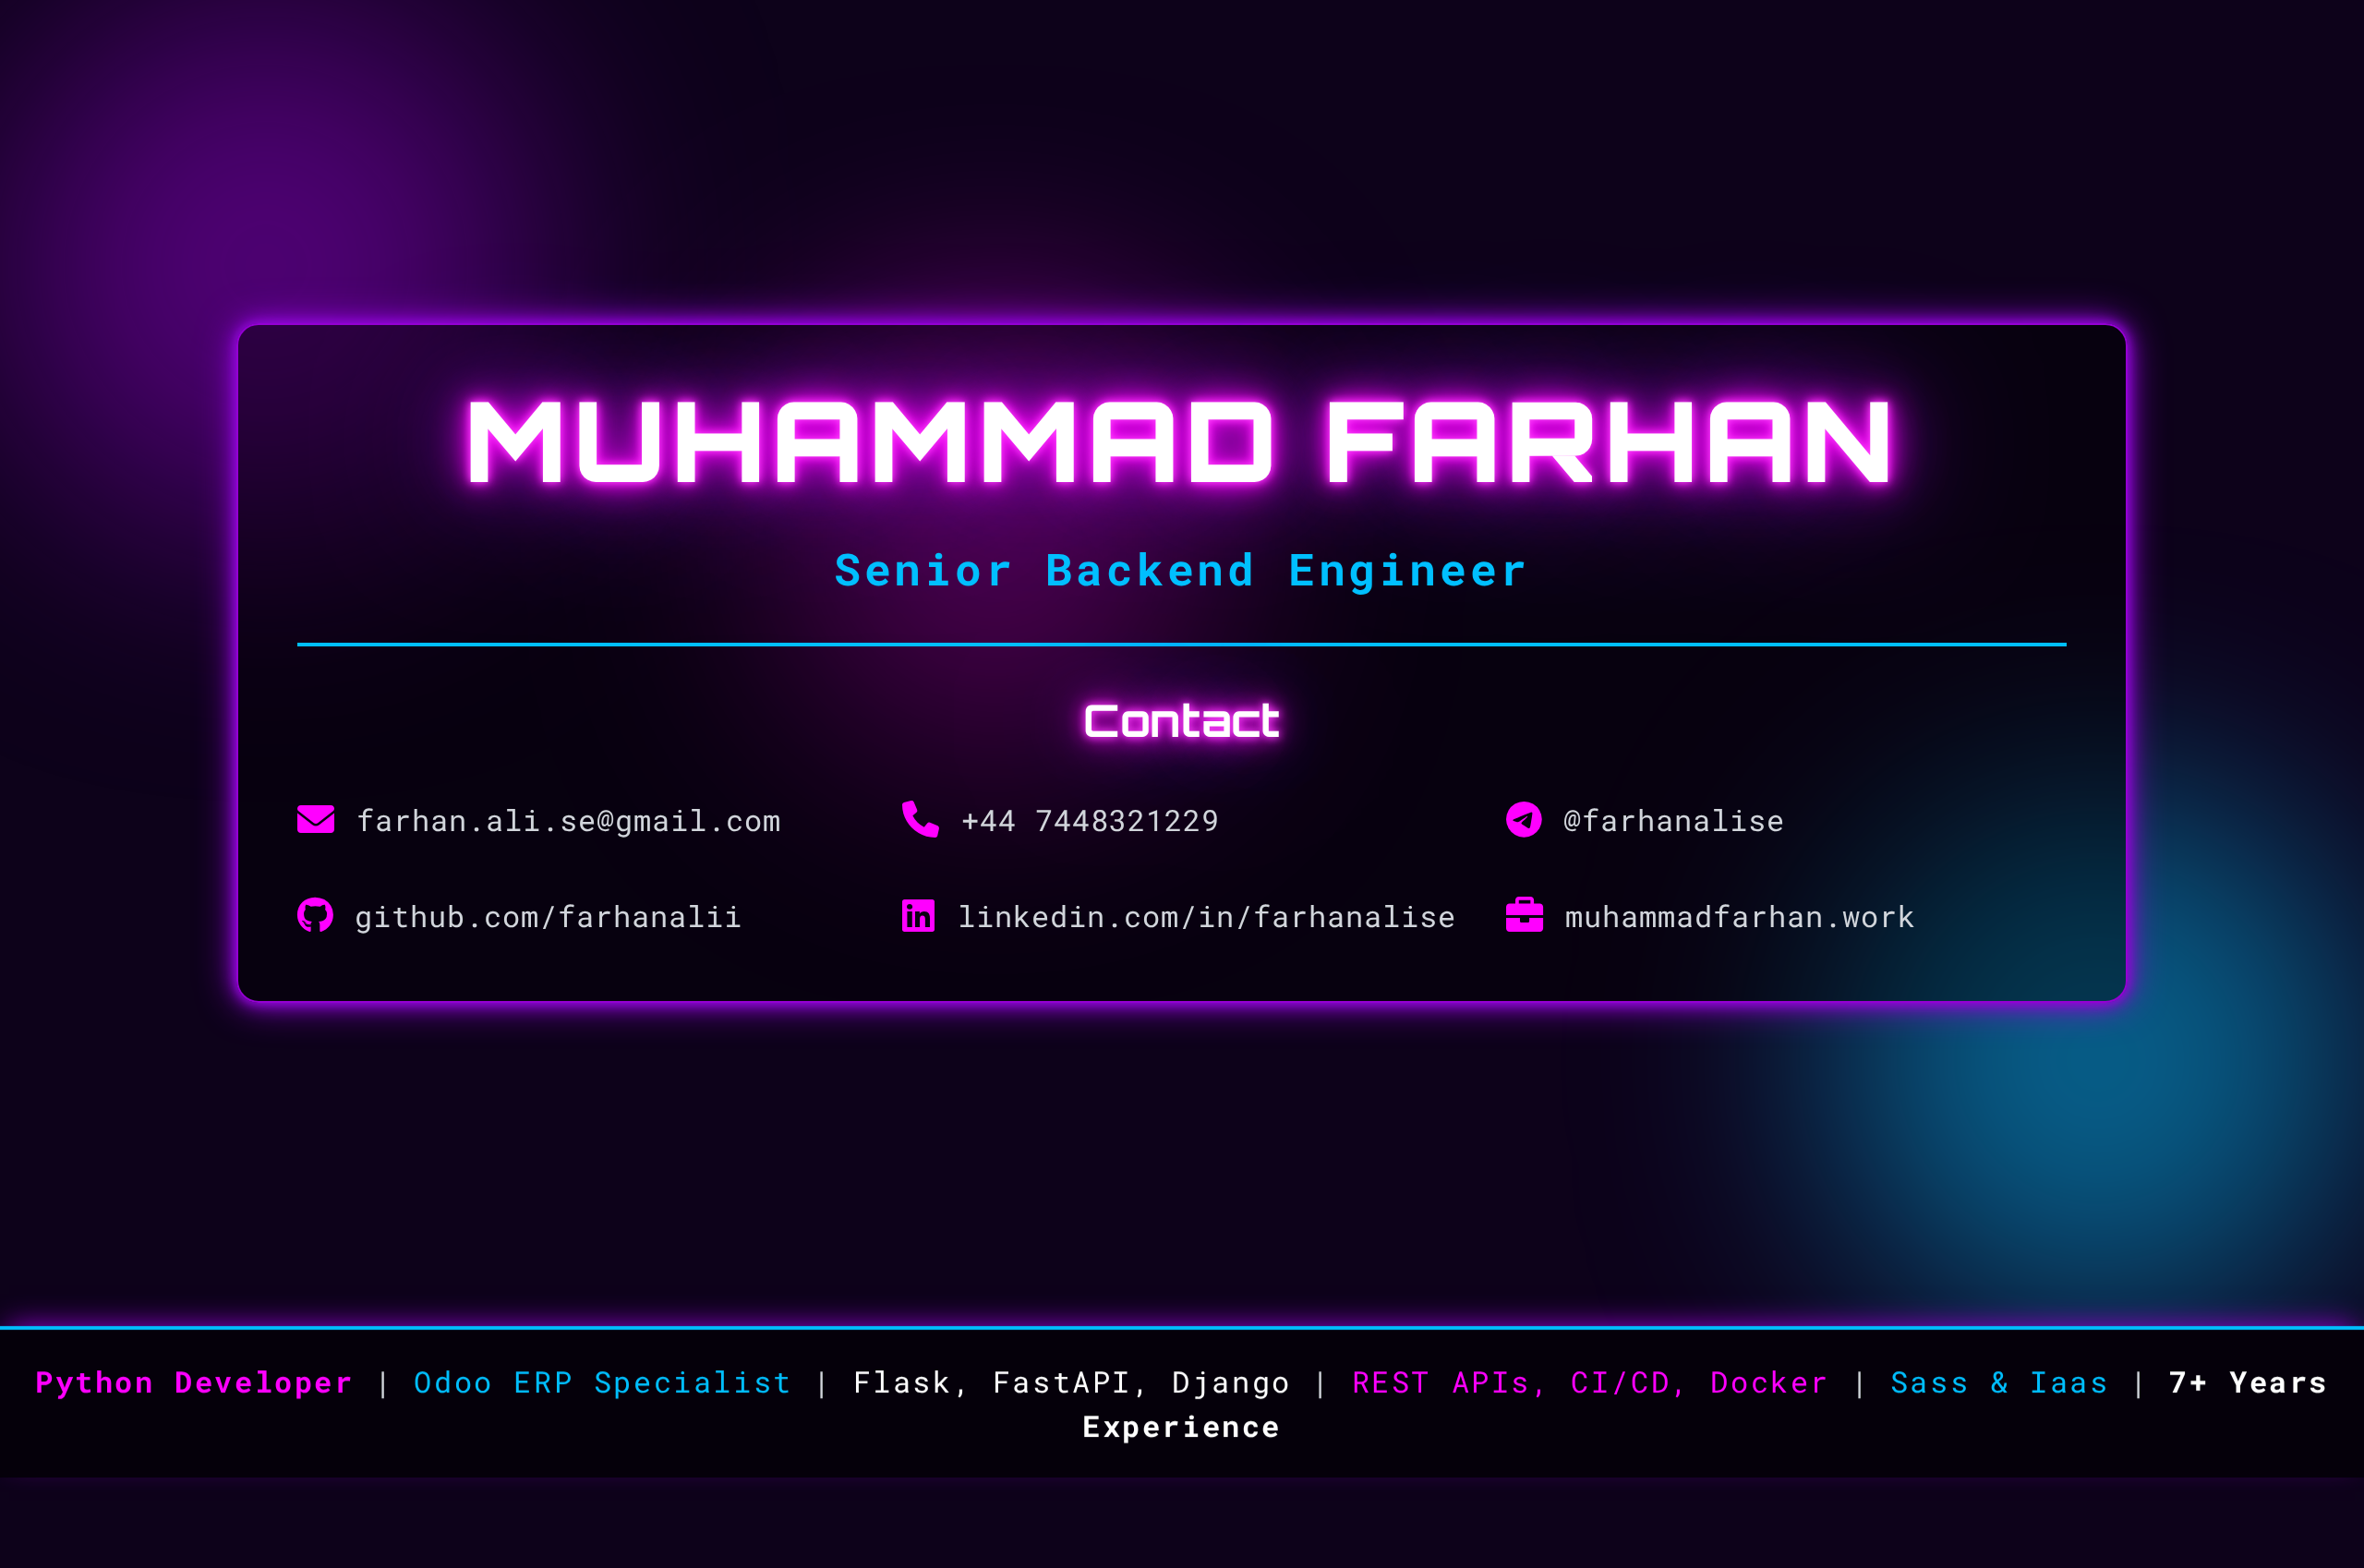 MUHAMMAD FARHAN
Senior Backend Engineer
Contact
farhan.ali.se@gmail.com
+44 7448321229
@farhanalise
github.com/farhanalii
linkedin.com/in/farhanalise
muhammadfarhan.work
Python Developer | Odoo ERP Specialist | Flask, FastAPI, Django | REST APIs, CI/CD, Docker | Sass & Iaas | 7+ Years
Experience